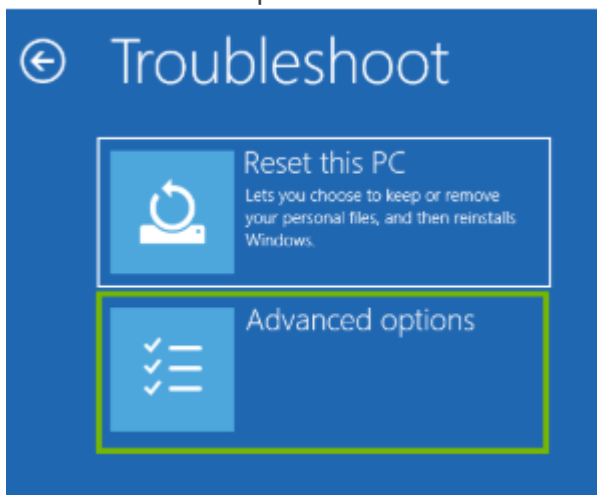 Troubleshoot
Reset this PC
Lets you choose to keep or remove
your personal files, and then reinstalls
Windows.
Advanced options